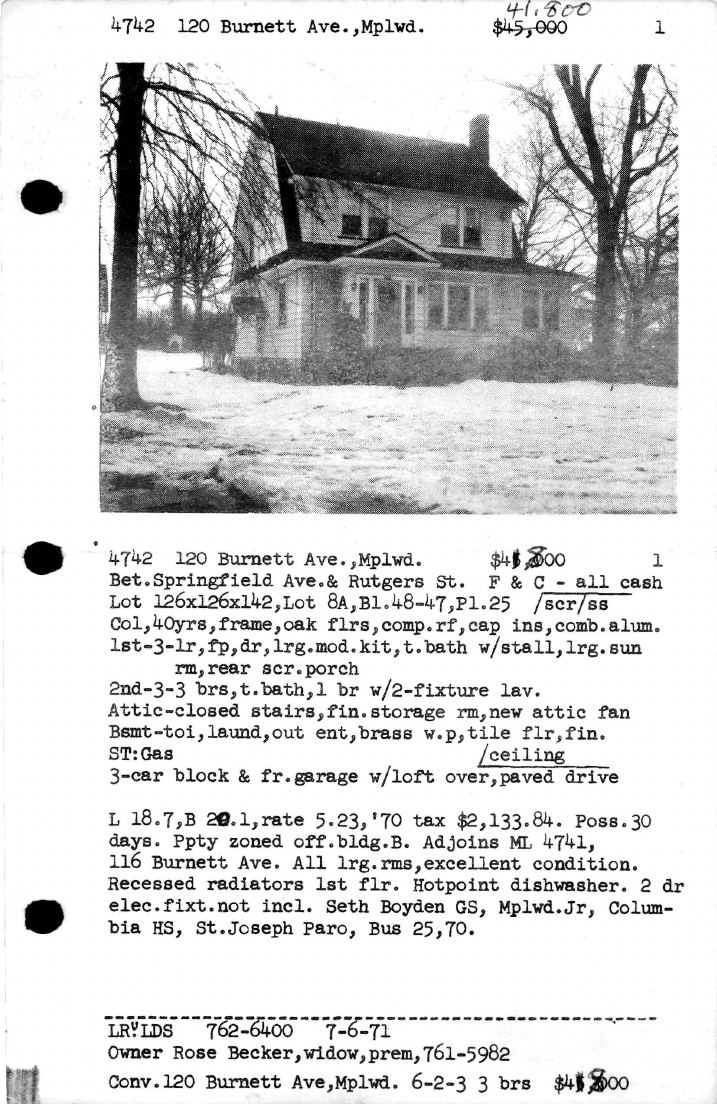 41.800
4742 120 Burnett Ave.,Mplwd. $45,000 1
4742 120 Burnett Ave.,Mplwd. 1
Bet.Springfield Ave.& Rutgers St. F & C - all cash
Lot 126x126x142,Lot 8A,Bl.48-47,Pl.25 /scr/ss
Col,40yrs,frame,oak flrs,comp.rf,cap ins,comb.alum.
1st-3-lr,fp,dr,lrg.mod.kit,t.bath w/stall,lrg.sun
rm,rear scr.porch
2nd-3-3 brs,t.bath,1 br w/2-fixture lav.
Attic-closed stairs,fin.storage rm,new attic fan
Bsmt-toi,laund,out ent,brass w.p,tile flr,fin.
ST:Gas /ceiling
3-car block & fr.garage w/loft over,paved drive
L 18.7,B 20.1,rate 5.23,'70 tax $2,133.84. Poss.30
days. Ppty zoned off.bldg.B. Adjoins ML 4741,
116 Burnett Ave. All lrg.rms,excellent condition.
Recessed radiators 1st flr. Hotpoint dishwasher. 2 dr
elec.fixt.not incl. Seth Boyden GS, Mplwd.Jr, Colum-
bia HS, St.Joseph Paro, Bus 25,70.
762-6400 7-6-71
Owner Rose Becker,widow,prem,761-5982
Conv.120 Burnett Ave,Mplwd. 6-2-3 3 brs